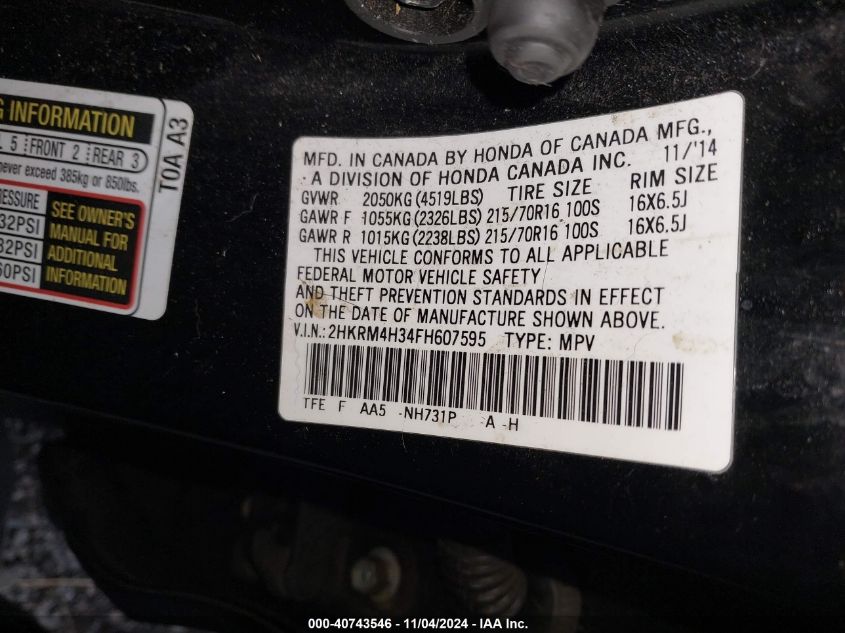 G INFORMATION
L 5 FRONT 2 REAR 3
never exceed 385kg or 850lbs.
PRESSURE
32PSI
32PSI
60PSI
SEE OWNER'S
MANUAL FOR
ADDITIONAL
INFORMATION
T0A A3
MFD. IN CANADA BY HONDA OF CANADA MFG.,
A DIVISION OF HONDA CANADA INC. 11/'14
GVWR 2050KG (4519LBS) TIRE SIZE RIM SIZE
GAWR F 1055KG (2326LBS) 215/70R16 100S 16X6.5J
GAWR R 1015KG (2238LBS) 215/70R16 100S 16X6.5J
THIS VEHICLE CONFORMS TO ALL APPLICABLE
FEDERAL MOTOR VEHICLE SAFETY
AND THEFT PREVENTION STANDARDS IN EFFECT
ON THE DATE OF MANUFACTURE SHOWN ABOVE.
V.I.N.: 2HKRM4H34FH607595 TYPE: MPV
TFE F AA5 -NH731P -A -H
000-40743546 - 11/04/2024 - IAA Inc.